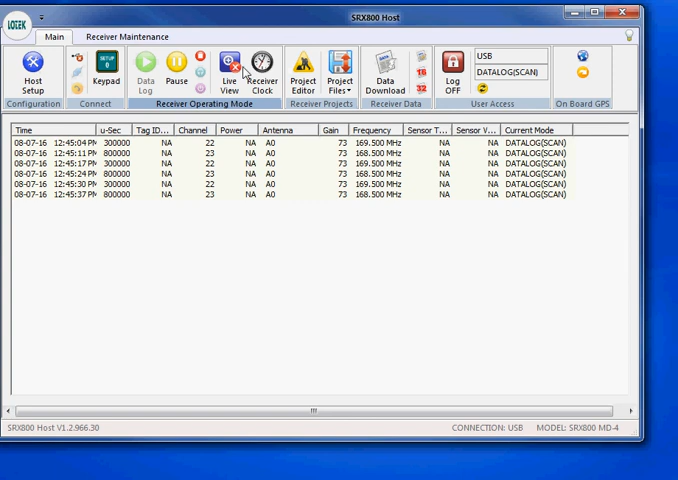 SRX800 Host
LOTEK
Main Receiver Maintenance
Host Setup
SETUP 0
Keypad
Data Log
Pause
Live View
Receiver Clock
Project Editor
Project Files
Data Download
16
32
Log OFF
USB
DATALOG(SCAN)
Configuration Connect Receiver Operating Mode Receiver Projects Receiver Data User Access On Board GPS
Time u-Sec Tag ID... Channel Power Antenna Gain Frequency Sensor T... Sensor V... Current Mode
08-07-16 12:45:04 PM 300000 NA 22 NA A0 73 169.500 MHz NA NA DATALOG(SCAN)
08-07-16 12:45:11 PM 800000 NA 23 NA A0 73 168.500 MHz NA NA DATALOG(SCAN)
08-07-16 12:45:17 PM 300000 NA 22 NA A0 73 169.500 MHz NA NA DATALOG(SCAN)
08-07-16 12:45:24 PM 800000 NA 23 NA A0 73 168.500 MHz NA NA DATALOG(SCAN)
08-07-16 12:45:30 PM 300000 NA 22 NA A0 73 169.500 MHz NA NA DATALOG(SCAN)
08-07-16 12:45:37 PM 800000 NA 23 NA A0 73 168.500 MHz NA NA DATALOG(SCAN)
SRX800 Host V1.2.966.30 CONNECTION: USB MODEL: SRX800 MD-4